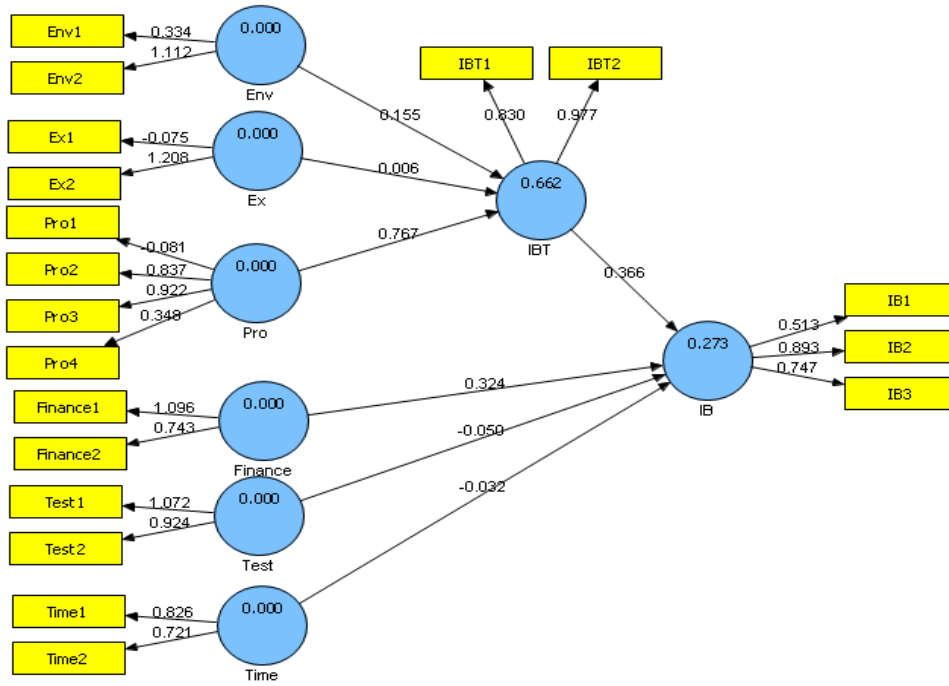 Env1
0.334
1.112
Env2
0.000
Env
Ex1
-0.075
1.208
Ex2
0.000
Ex
Pro1
-0.081
Pro2
0.837
0.922
Pro3
0.348
Pro4
0.000
Pro
0.155
0.006
0.767
IBT1
IBT2
0.830
0.977
0.662
IBT
0.366
Finance1
1.096
0.743
Finance2
0.000
Finance
Test1
1.072
0.924
Test2
0.000
Test
Time1
0.826
0.721
Time2
0.000
Time
0.324
-0.050
-0.032
0.273
IB
0.513
IB1
0.893
IB2
0.747
IB3